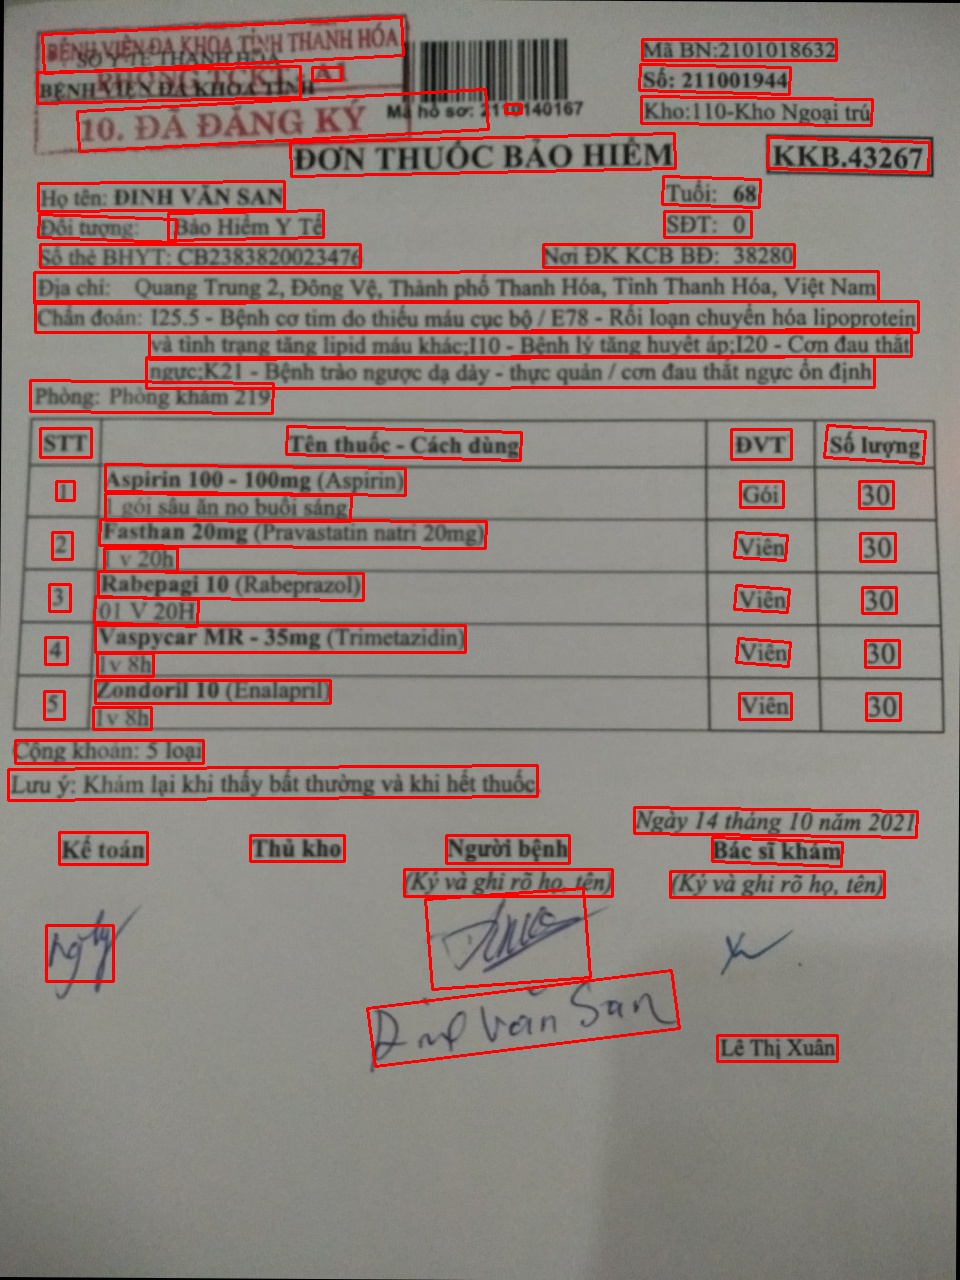 BỆNH VIỆN ĐA KHOA TỈNH THANH HÓA
SỞ Y TẾ THANH HÓA
PHÒNG TCKT A1
BỆNH VIỆN ĐA KHOA TỈNH
10. ĐÃ ĐĂNG KÝ
Mã hồ sơ: 2110140167
Mã BN:2101018632
Số: 211001944
Kho:110-Kho Ngoại trú
ĐƠN THUỐC BẢO HIỂM
KKB.43267
Họ tên: ĐINH VĂN SAN Tuổi: 68
Đối tượng: Bảo Hiểm Y Tế SĐT: 0
Số thẻ BHYT: CB2383820023476 Nơi ĐK KCB BĐ: 38280
Địa chỉ: Quang Trung 2, Đông Vệ, Thành phố Thanh Hóa, Tỉnh Thanh Hóa, Việt Nam
Chẩn đoán: I25.5 - Bệnh cơ tim do thiếu máu cục bộ / E78 - Rối loạn chuyển hóa lipoprotein
và tình trạng tăng lipid máu khác;I10 - Bệnh lý tăng huyết áp;I20 - Cơn đau thắt
ngực;K21 - Bệnh trào ngược dạ dày - thực quản / cơn đau thắt ngực ổn định
Phòng: Phòng khám 219
STT Tên thuốc - Cách dùng ĐVT Số lượng
1 Aspirin 100 - 100mg (Aspirin) Gói 30
1 gói sâu ăn no buổi sáng
2 Fasthan 20mg (Pravastatin natri 20mg) Viên 30
1 v 20h
3 Rabepagi 10 (Rabeprazol) Viên 30
01 V 20H
4 Vaspycar MR - 35mg (Trimetazidin) Viên 30
1v 8h
5 Zondoril 10 (Enalapril) Viên 30
1v 8h
Cộng khoản: 5 loại
Lưu ý: Khám lại khi thấy bất thường và khi hết thuốc.
Ngày 14 tháng 10 năm 2021
Kế toán Thủ kho Người bệnh Bác sĩ khám
(Ký và ghi rõ họ, tên) (Ký và ghi rõ họ, tên)
Đinh Văn San
Lê Thị Xuân